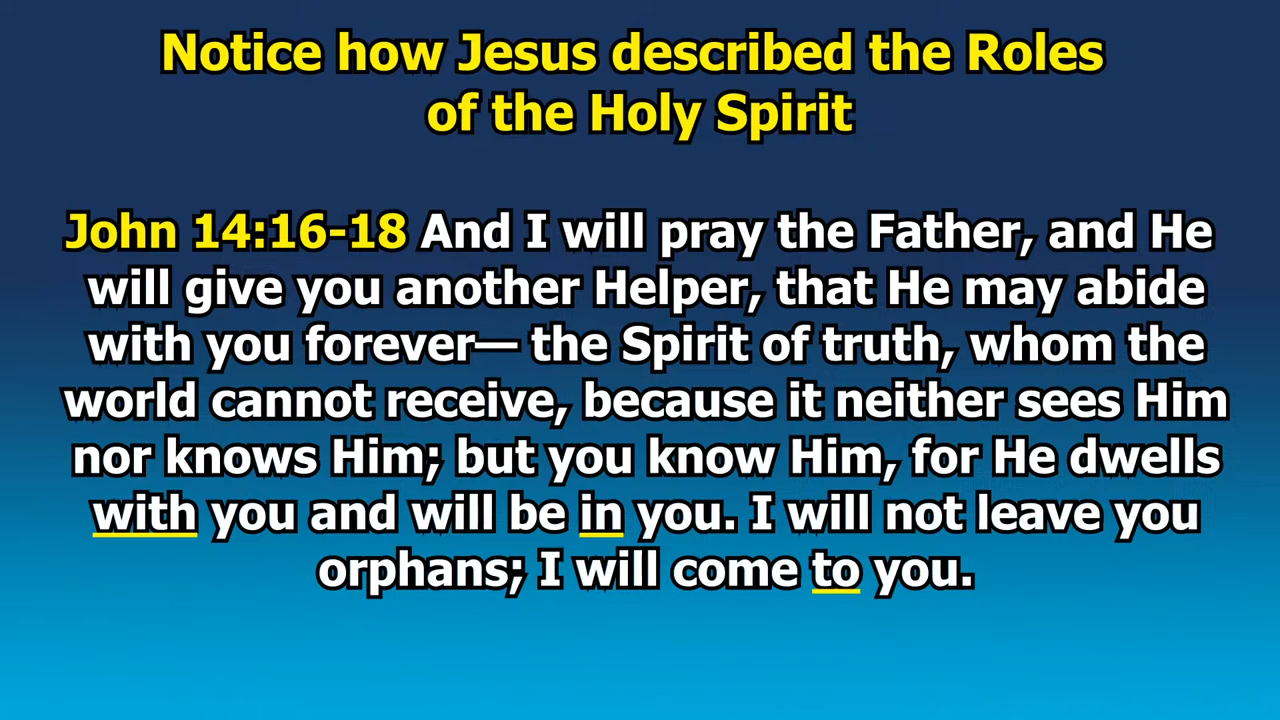 Notice how Jesus described the Roles
of the Holy Spirit
John 14:16-18 And I will pray the Father, and He
will give you another Helper, that He may abide
with you forever— the Spirit of truth, whom the
world cannot receive, because it neither sees Him
nor knows Him; but you know Him, for He dwells
with you and will be in you. I will not leave you
orphans; I will come to you.